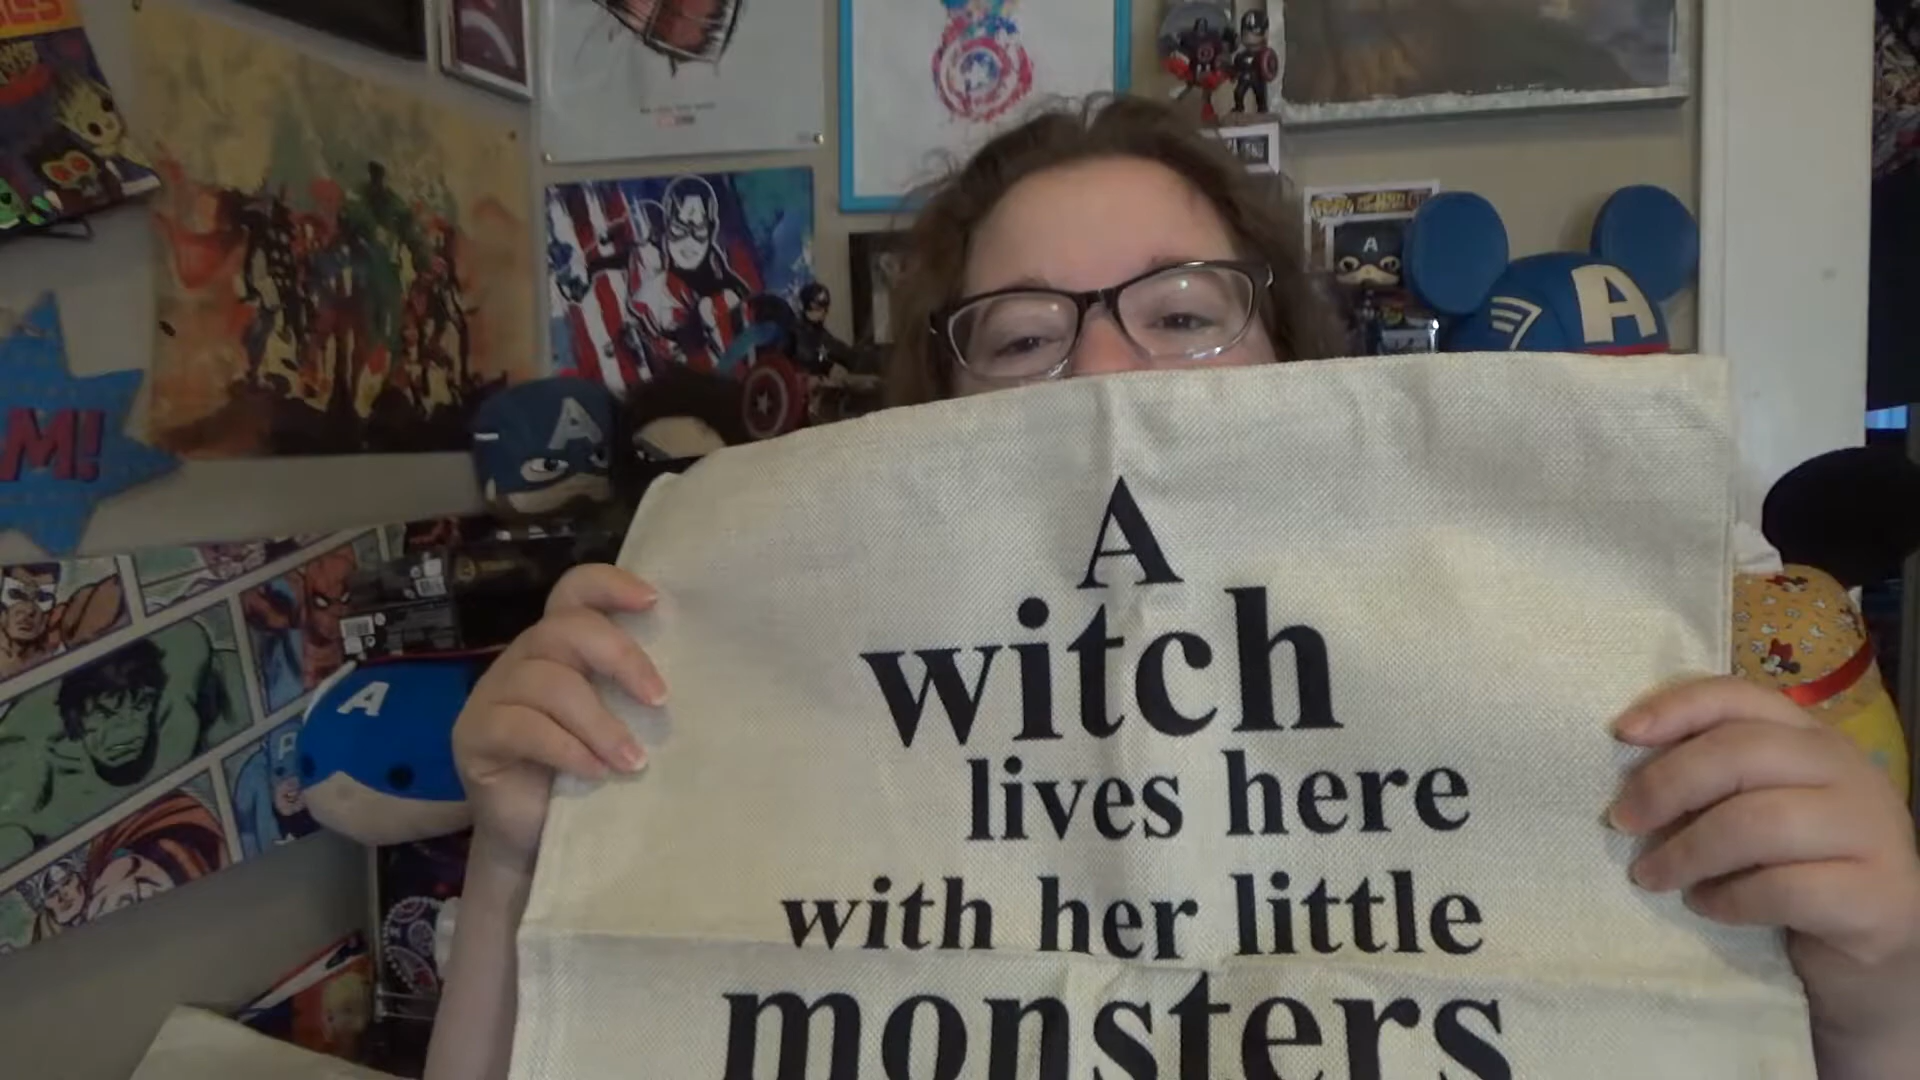 A
witch
lives here
with her little
monsters
M!
A
A
A
A